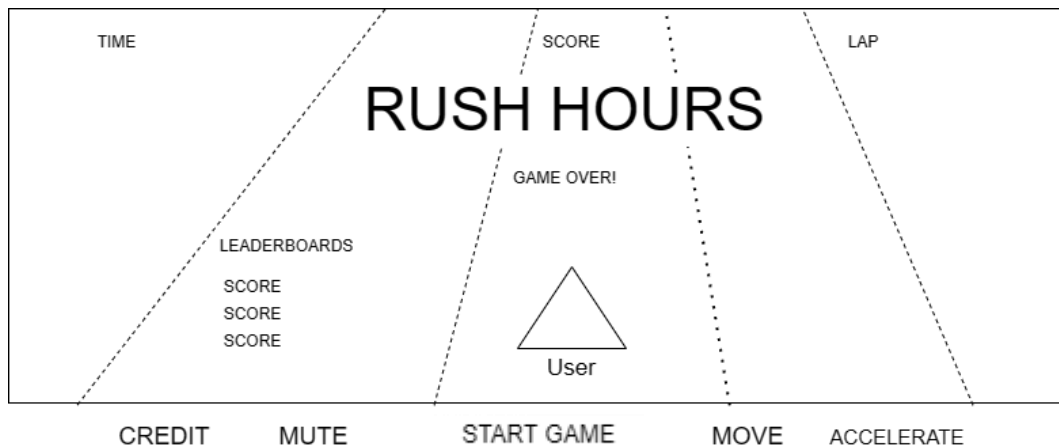 TIME SCORE LAP
RUSH HOURS
GAME OVER!
LEADERBOARDS
SCORE
SCORE
SCORE
User
CREDIT MUTE START GAME MOVE ACCELERATE